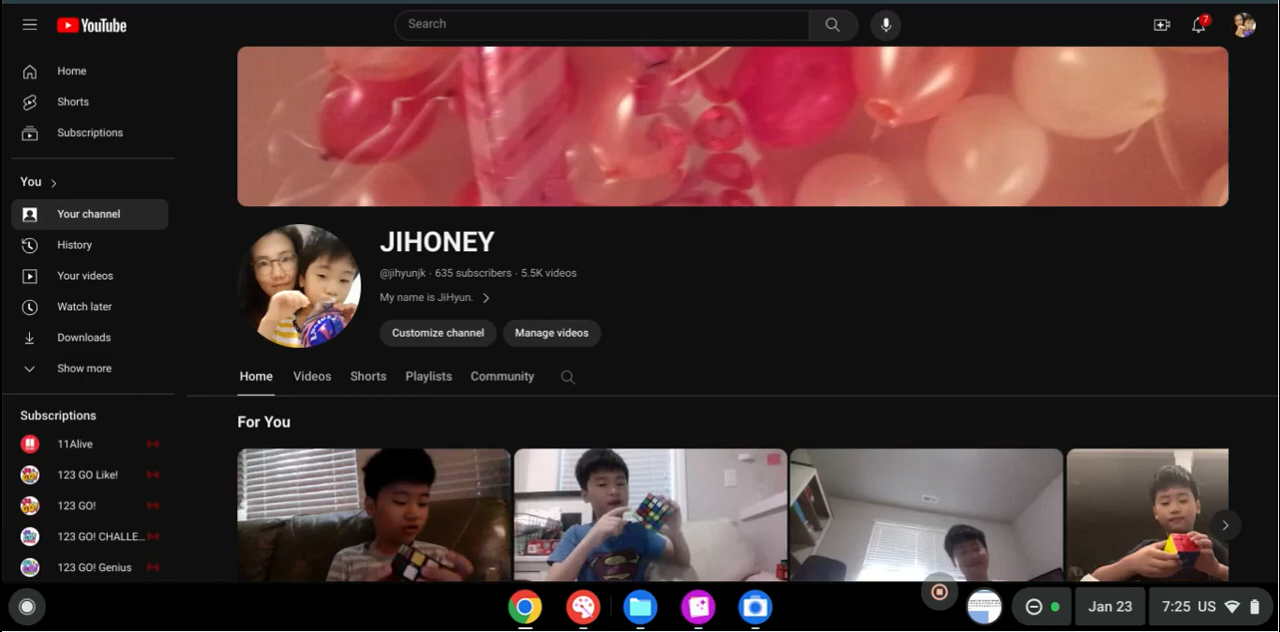 YouTube
Search
7
Home
Shorts
Subscriptions
You
Your channel
History
Your videos
Watch later
Downloads
Show more
Subscriptions
11Alive
123 GO Like!
123 GO!
123 GO! CHALLE...
123 GO! Genius
JIHONEY
@jihyunjk · 635 subscribers · 5.5K videos
My name is JiHyun.
Customize channel
Manage videos
Home Videos Shorts Playlists Community
For You
Jan 23
7:25 US